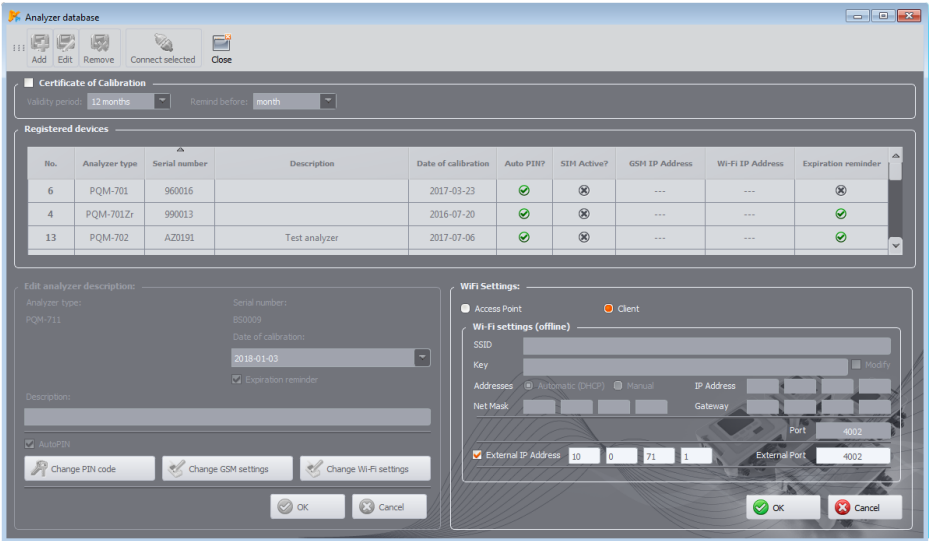 Analyzer database
Add Edit Remove Connect selected Close
Certificate of Calibration
Validity period: 12 months Remind before: month
Registered devices
No. Analyzer type Serial number Description Date of calibration Auto PIN? SIM Active? GSM IP Address Wi-Fi IP Address Expiration reminder
6 PQM-701 960016 2017-03-23 --- ---
4 PQM-701Zr 990013 2016-07-20 --- ---
13 PQM-702 AZ0191 Test analyzer 2017-07-06 --- ---
Edit analyzer description:
Analyzer type: Serial number:
PQM-711 BS0009
Date of calibration:
2018-01-03
Expiration reminder
Description:
AutoPIN
Change PIN code Change GSM settings Change Wi-Fi settings
OK Cancel
WiFi Settings:
Access Point Client
Wi-Fi settings (offline)
SSID
Key Modify
Addresses Automatic (DHCP) Manual IP Address
Net Mask Gateway
Port 4002
External IP Address 10 0 71 1 External Port 4002
OK Cancel